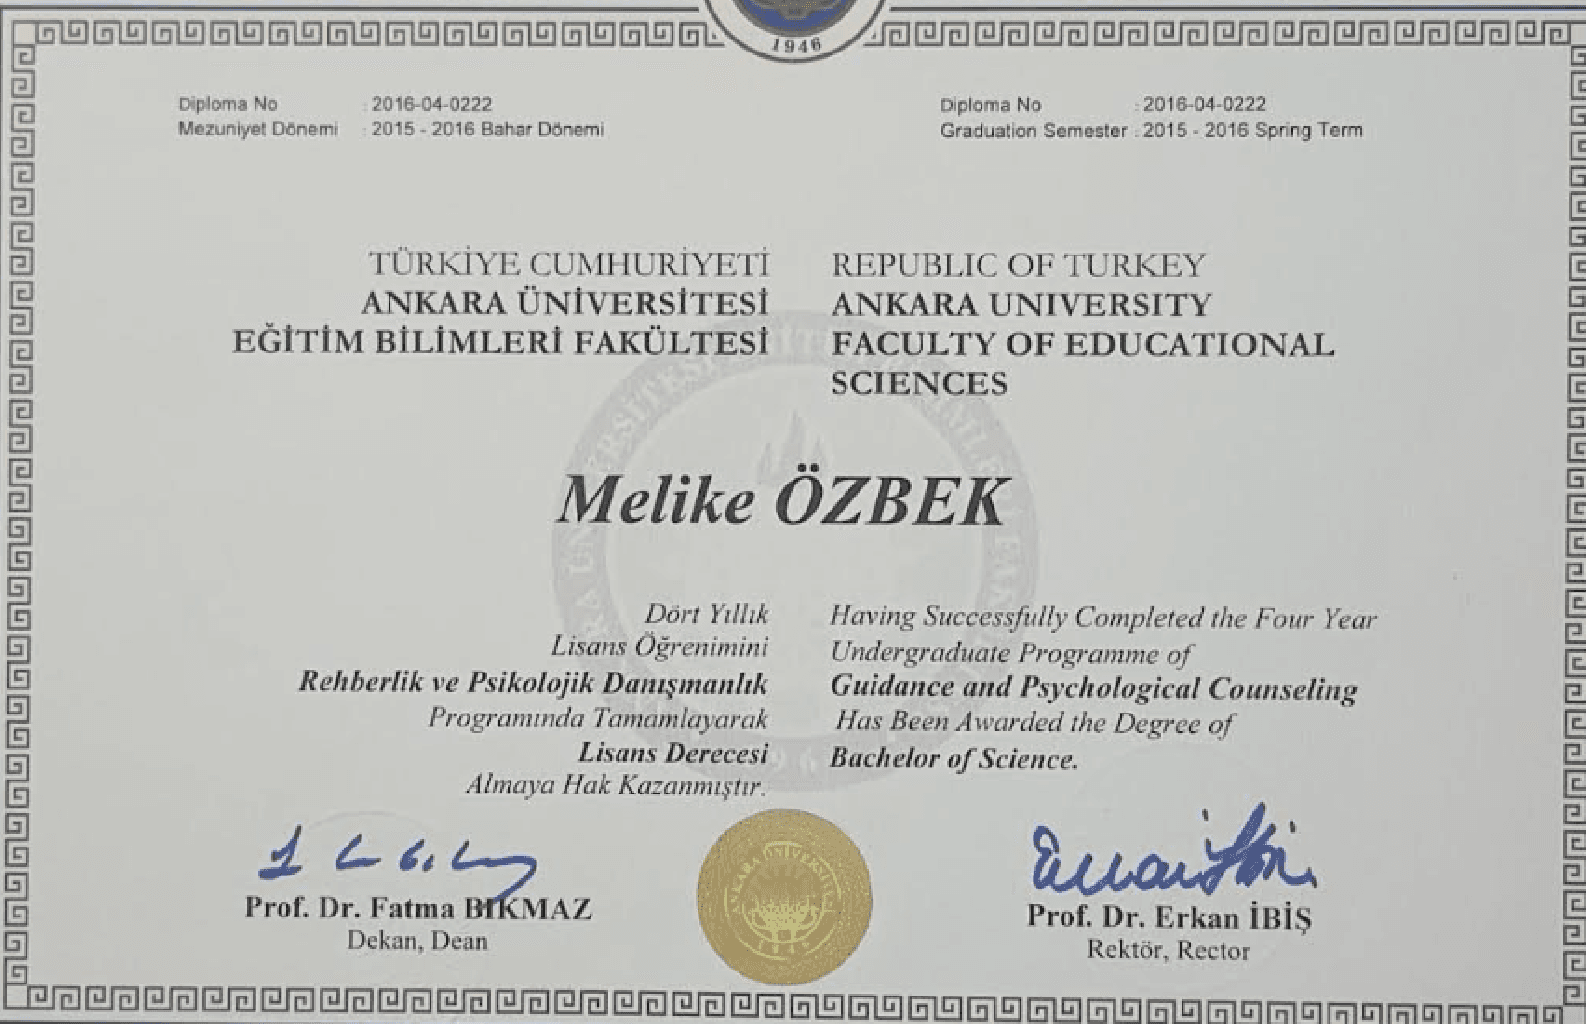 1946
Diploma No : 2016-04-0222
Mezuniyet Dönemi : 2015 - 2016 Bahar Dönemi
Diploma No : 2016-04-0222
Graduation Semester : 2015 - 2016 Spring Term
TÜRKİYE CUMHURİYETİ
ANKARA ÜNİVERSİTESİ
EĞİTİM BİLİMLERİ FAKÜLTESİ
REPUBLIC OF TURKEY
ANKARA UNIVERSITY
FACULTY OF EDUCATIONAL
SCIENCES
Melike ÖZBEK
Dört Yıllık
Lisans Öğrenimini
Rehberlik ve Psikolojik Danışmanlık
Programında Tamamlayarak
Lisans Derecesi
Almaya Hak Kazanmıştır.
Having Successfully Completed the Four Year
Undergraduate Programme of
Guidance and Psychological Counseling
Has Been Awarded the Degree of
Bachelor of Science.
Prof. Dr. Fatma BIKMAZ
Dekan, Dean
ANKARA ÜNİVERSİTESİ
1946
Prof. Dr. Erkan İBİŞ
Rektör, Rector